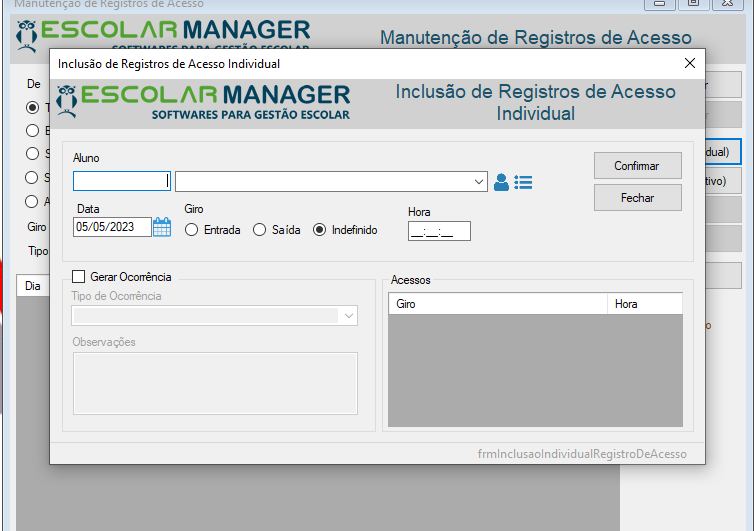 Manutenção de Registros de Acesso
ESCOLAR MANAGER
SOFTWARES PARA GESTÃO ESCOLAR
Manutenção de Registros de Acesso
De
Giro
Tipo
Dia
dual)
tivo)
Inclusão de Registros de Acesso Individual
ESCOLAR MANAGER
SOFTWARES PARA GESTÃO ESCOLAR
Inclusão de Registros de Acesso
Individual
Aluno
Confirmar
Fechar
Data
Giro
Hora
05/05/2023
Entrada
Saída
Indefinido
__:__:__
Gerar Ocorrência
Tipo de Ocorrência
Observações
Acessos
Giro
Hora
frmInclusaoIndividualRegistroDeAcesso